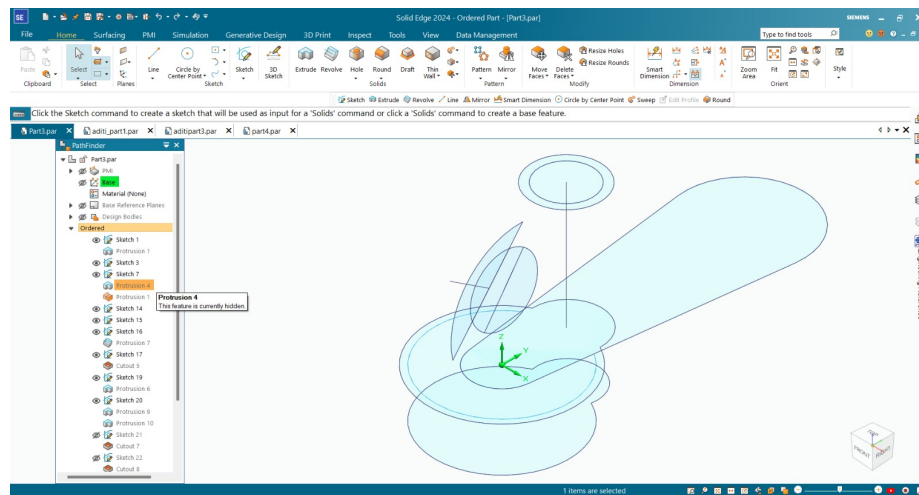 SE
Solid Edge 2024 - Ordered Part - [Part3.par]
SIEMENS
File Home Surfacing PMI Simulation Generative Design 3D Print Inspect Tools View Data Management
Type to find tools
Paste Select Line Circle by Center Point Sketch 3D Sketch Extrude Revolve Hole Round Draft Thin Wall Pattern Mirror Move Faces Delete Faces Resize Holes Resize Rounds Smart Dimension Zoom Area Fit Style
Clipboard Select Planes Sketch Solids Pattern Modify Dimension Orient
Sketch Extrude Revolve Line Mirror Smart Dimension Circle by Center Point Sweep Edit Profile Round
Click the Sketch command to create a sketch that will be used as input for a 'Solids' command or click a 'Solids' command to create a base feature.
Part3.par aditi_part1.par aditipart3.par part4.par
PathFinder
Part3.par
PMI
Base
Material (None)
Base Reference Planes
Design Bodies
Ordered
Sketch 1
Protrusion 1
Sketch 3
Sketch 7
Protrusion 4
Protrusion 1
Protrusion 4
This feature is currently hidden.
Sketch 14
Sketch 15
Sketch 16
Protrusion 7
Sketch 17
Cutout 5
Sketch 19
Protrusion 6
Sketch 20
Protrusion 9
Protrusion 10
Sketch 21
Cutout 7
Sketch 22
Cutout 8
Z
Y
X
FRONT
RIGHT
1 items are selected